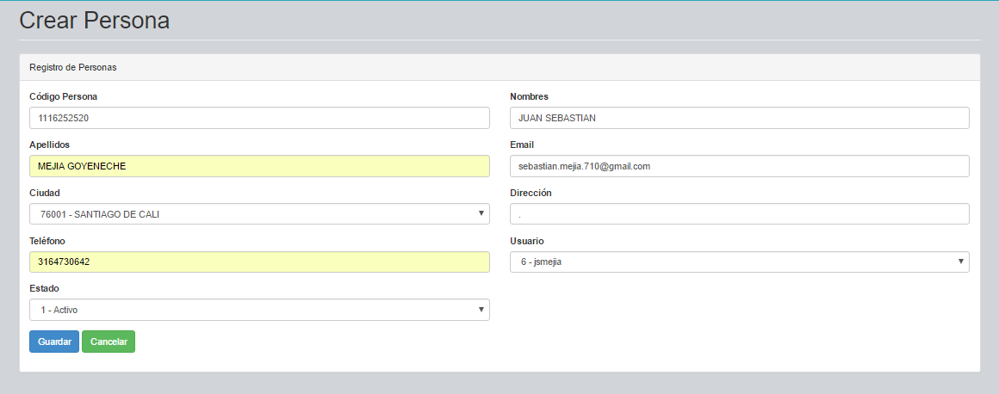 Crear Persona
Registro de Personas
Código Persona
1116252520
Nombres
JUAN SEBASTIAN
Apellidos
MEJIA GOYENECHE
Email
sebastian.mejia.710@gmail.com
Ciudad
76001 - SANTIAGO DE CALI
Dirección
.
Teléfono
3164730642
Usuario
6 - jsmejia
Estado
1 - Activo
Guardar Cancelar